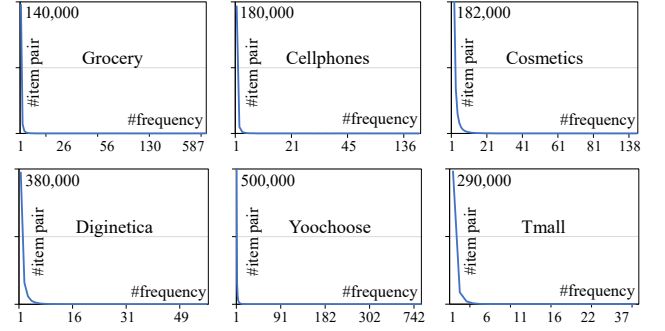 140,000
#item pair
Grocery
#frequency
1 26 56 130 587
180,000
#item pair
Cellphones
#frequency
1 21 45 136
182,000
#item pair
Cosmetics
#frequency
1 21 41 61 81 138
380,000
#item pair
Diginetica
#frequency
1 16 31 49
500,000
#item pair
Yoochoose
#frequency
1 91 182 302 742
290,000
#item pair
Tmall
#frequency
1 6 11 16 22 37